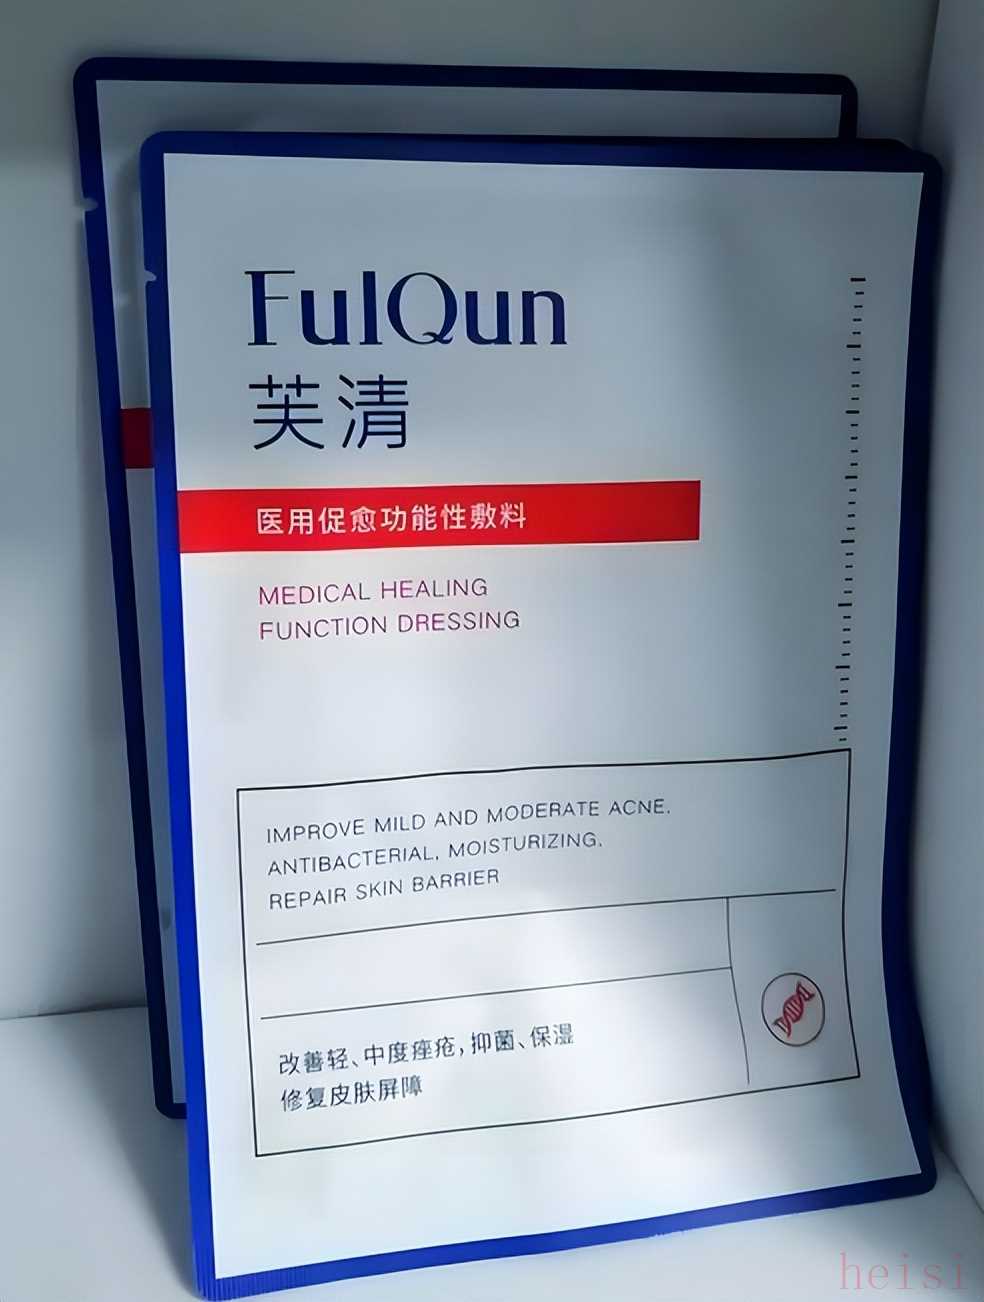 FulQun
芙清
医用促愈功能性敷料
MEDICAL HEALING
FUNCTION DRESSING
IMPROVE MILD AND MODERATE ACNE.
ANTIBACTERIAL, MOISTURIZING,
REPAIR SKIN BARRIER
改善轻、中度痤疮,抑菌、保湿
修复皮肤屏障
heisi